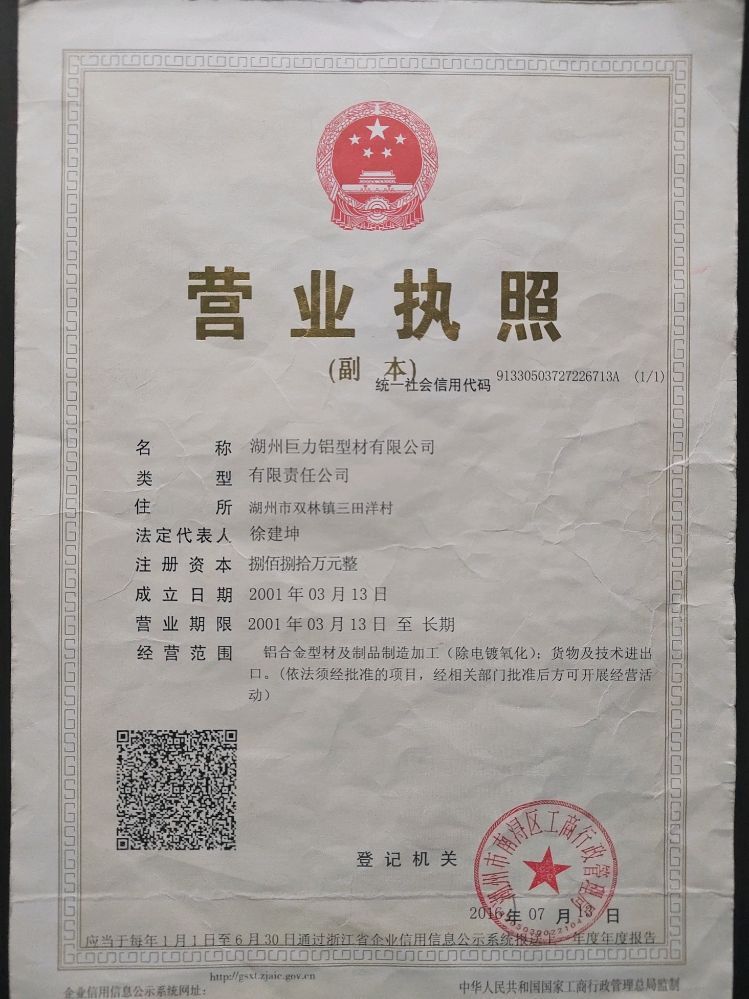 营业执照
(副 本)
统一社会信用代码 91330503727226713A (1/1)
名称 湖州巨力铝型材有限公司
类型 有限责任公司
住所 湖州市双林镇三田洋村
法定代表人 徐建坤
注册资本 捌佰捌拾万元整
成立日期 2001年03月13日
营业期限 2001年03月13日至长期
经营范围 铝合金型材及制品制造加工（除电镀氧化）；货物及技术进出
口。(依法须经批准的项目，经相关部门批准后方可开展经营活
动）
登记机关
湖州市南浔区工商行政管理局
2016年07月 日
应当于每年1月1日至6月30日通过浙江省企业信用信息公示系统报送上一年度年度报告
http://gsxt.zjaic.gov.cn
企业信用信息公示系统网址：
中华人民共和国国家工商行政管理总局监制